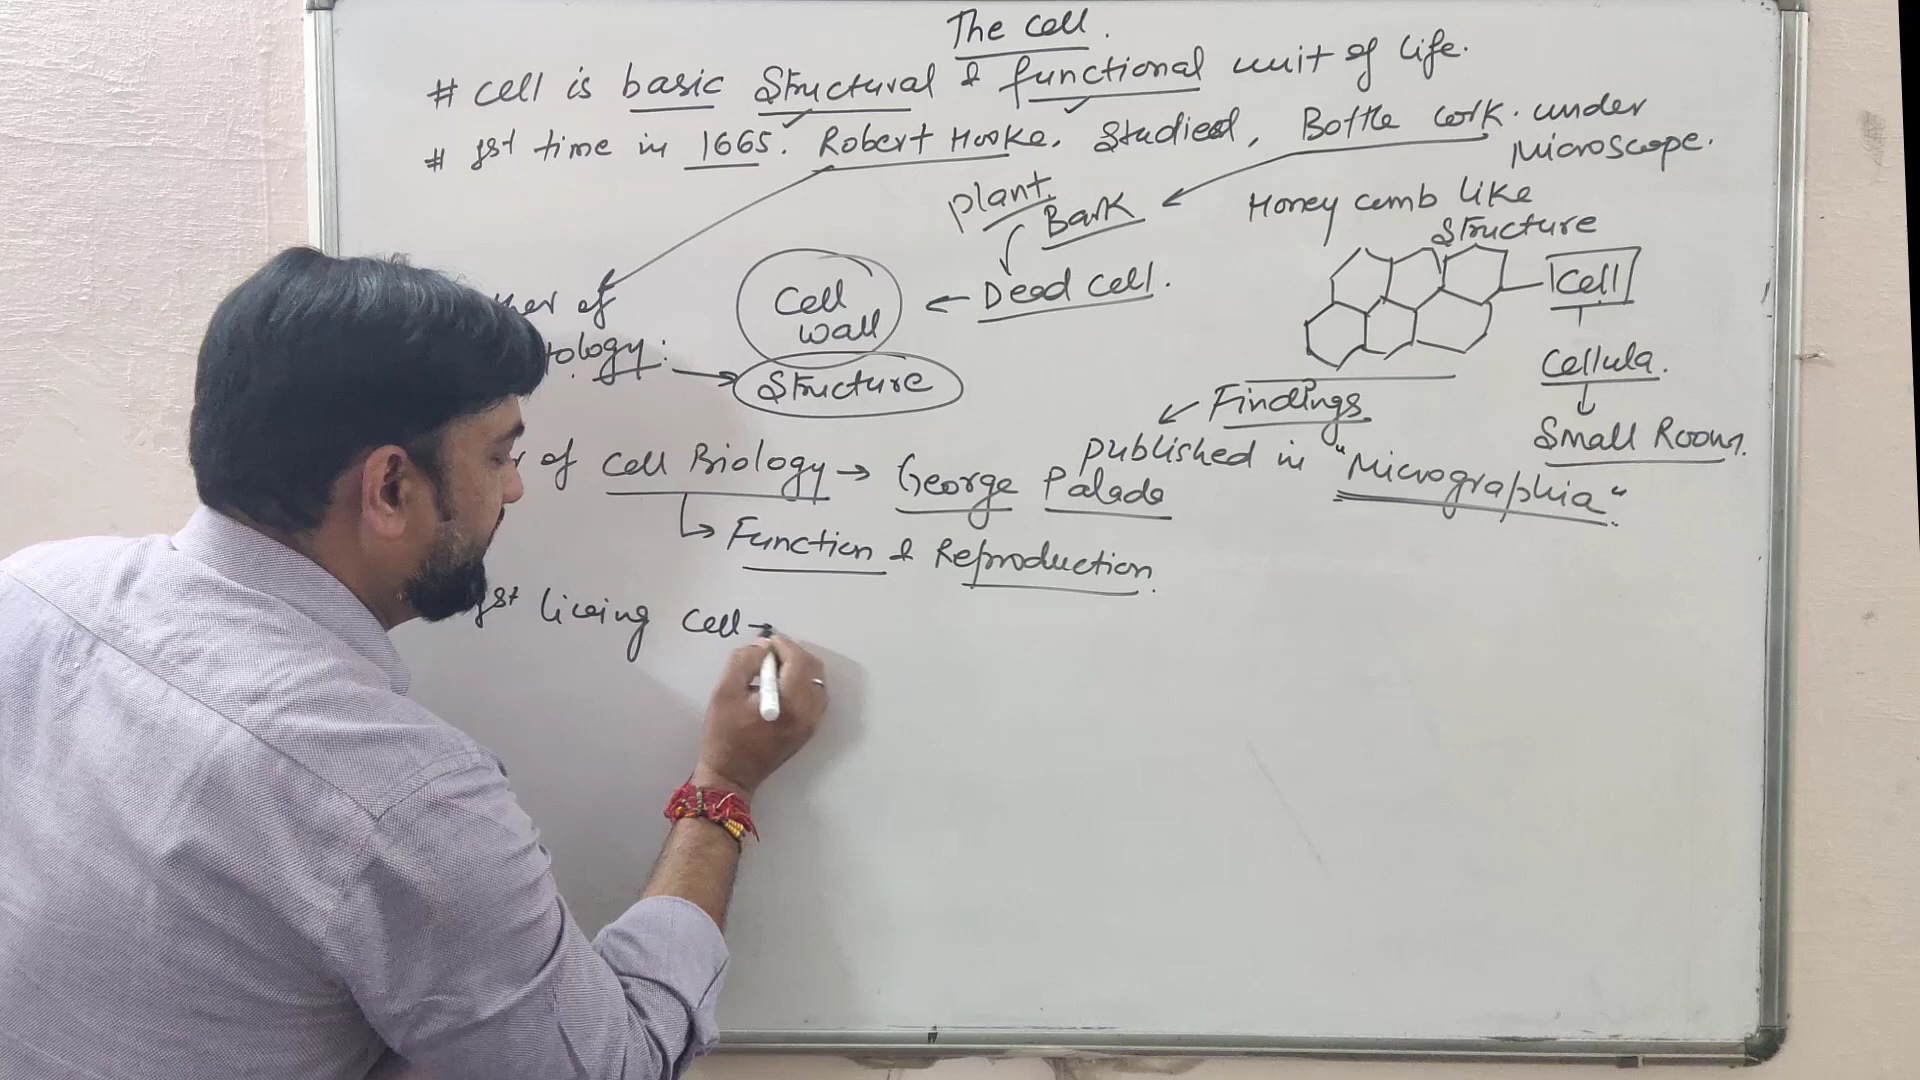 The cell.
# cell is basic structural & functional unit of life.
# 1st time in 1665. Robert Hooke. Studied, Bottle cork. under
Microscope.
plant
Bark
Honey comb like
structure
of
Cell
wall
← Dead cell.
Cell
tology: → Structure
Cellula.
Findings
Small Room.
of Cell Biology → George Palade
published in "Micrographia".
Function & Reproduction.
1st living cell →